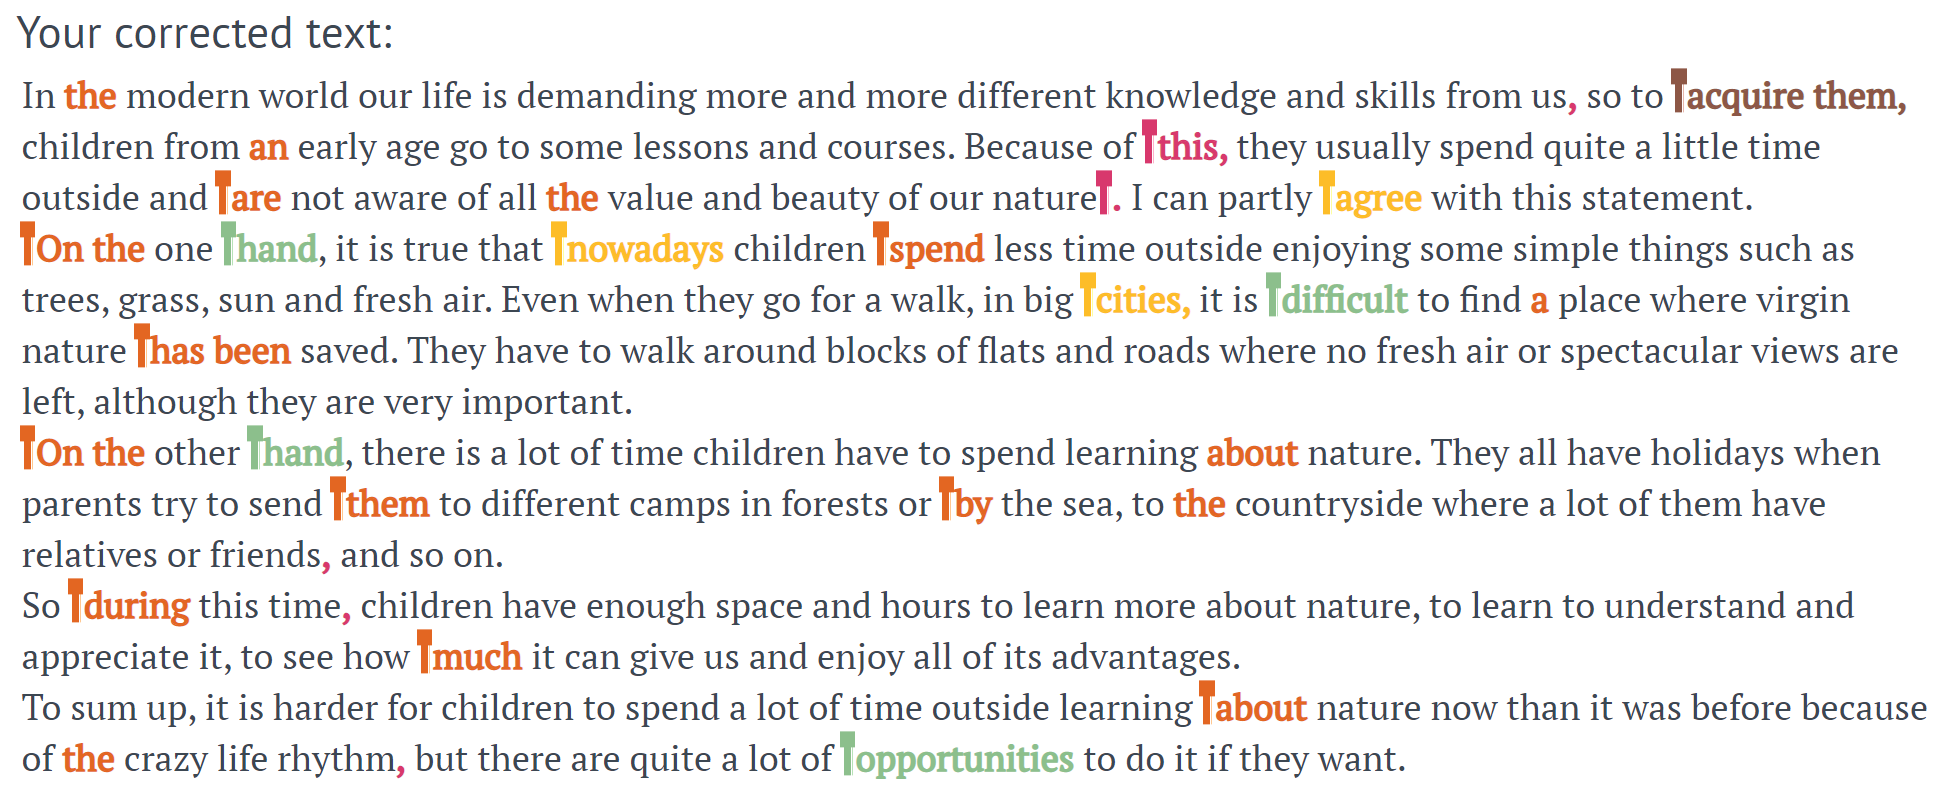 Your corrected text:
In the modern world our life is demanding more and more different knowledge and skills from us, so to acquire them,
children from an early age go to some lessons and courses. Because of this, they usually spend quite a little time
outside and are not aware of all the value and beauty of our nature. I can partly agree with this statement.
On the one hand, it is true that nowadays children spend less time outside enjoying some simple things such as
trees, grass, sun and fresh air. Even when they go for a walk, in big cities, it is difficult to find a place where virgin
nature has been saved. They have to walk around blocks of flats and roads where no fresh air or spectacular views are
left, although they are very important.
On the other hand, there is a lot of time children have to spend learning about nature. They all have holidays when
parents try to send them to different camps in forests or by the sea, to the countryside where a lot of them have
relatives or friends, and so on.
So during this time, children have enough space and hours to learn more about nature, to learn to understand and
appreciate it, to see how much it can give us and enjoy all of its advantages.
To sum up, it is harder for children to spend a lot of time outside learning about nature now than it was before because
of the crazy life rhythm, but there are quite a lot of opportunities to do it if they want.